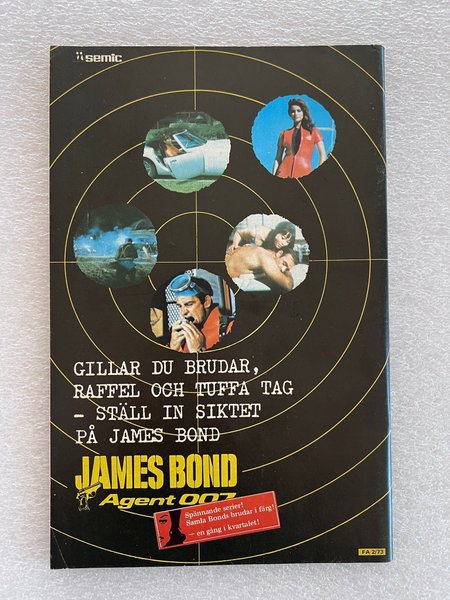 semic
GILLAR DU BRUDAR,
RAFFEL OCH TUFFA TAG
- STÄLL IN SIKTET
PÅ JAMES BOND
JAMES BOND
Agent 007
Spännande serier!
Samla Bonds brudar i färg!
– en gång i kvartalet!
FA 2/73